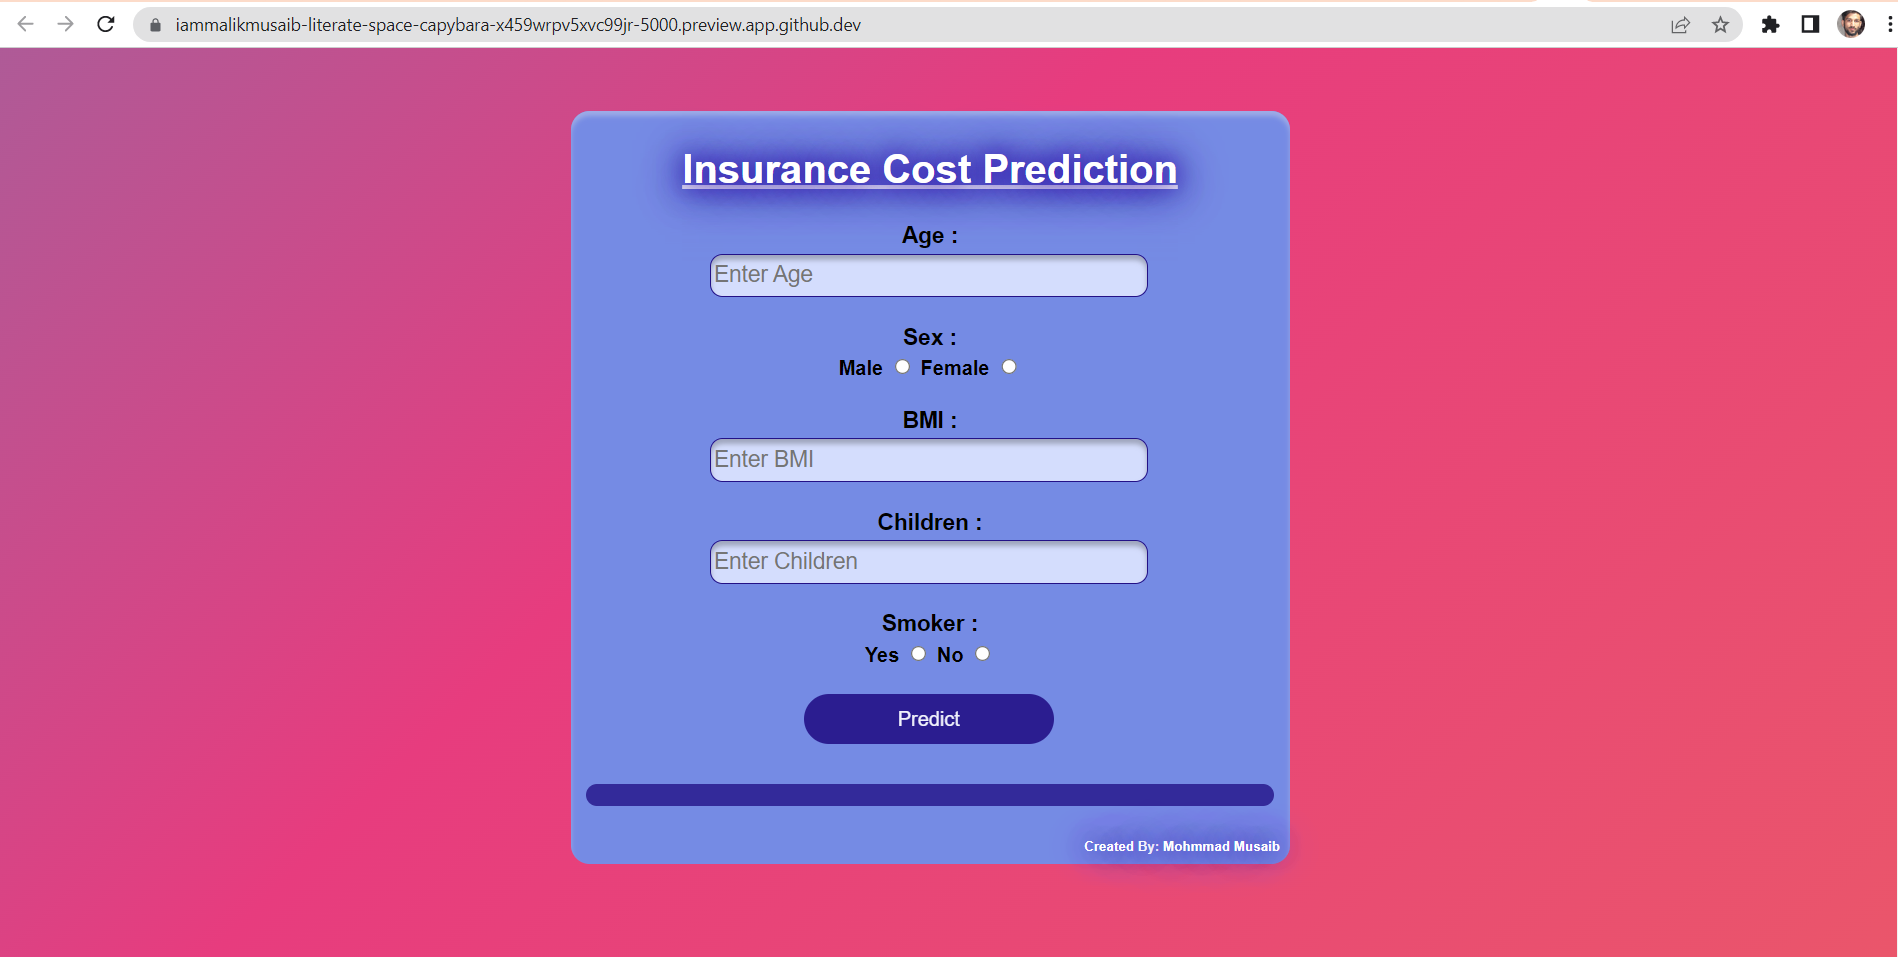 iammalikmusaib-literate-space-capybara-x459wrpv5xvc99jr-5000.preview.app.github.dev
Insurance Cost Prediction
Age :
Enter Age
Sex :
Male Female
BMI :
Enter BMI
Children :
Enter Children
Smoker :
Yes No
Predict
Created By: Mohmmad Musaib